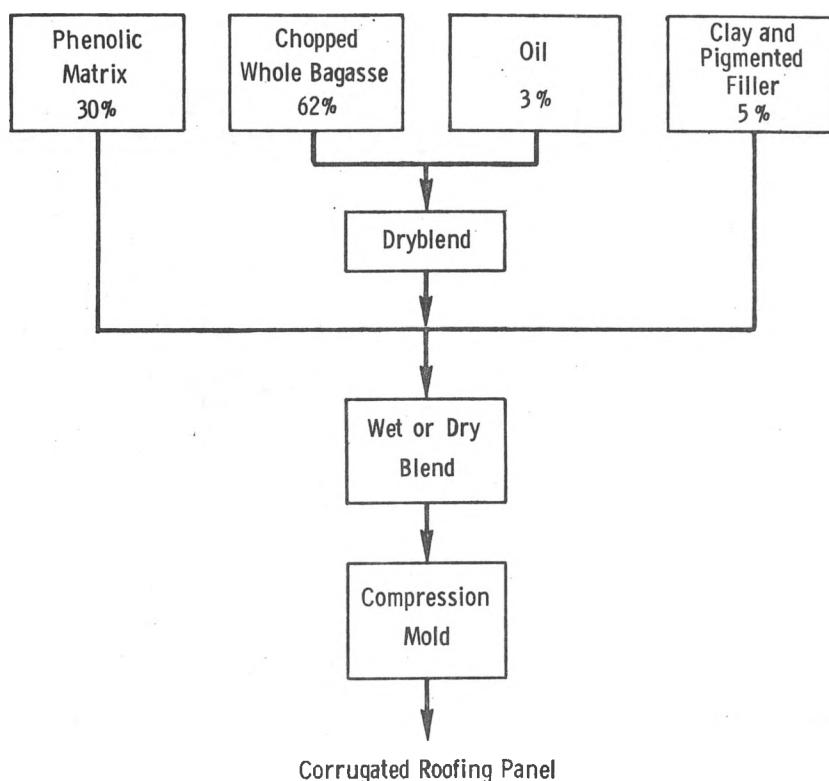 Phenolic
Matrix
30%
Chopped
Whole Bagasse
62%
Oil
3%
Clay and
Pigmented
Filler
5%
Dryblend
Wet or Dry
Blend
Compression
Mold
Corrugated Roofing Panel